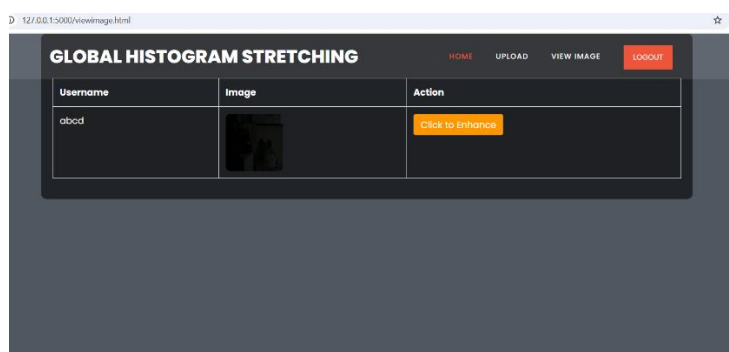 127.0.0.1:5000/viewimage.html
GLOBAL HISTOGRAM STRETCHING HOME UPLOAD VIEW IMAGE LOGOUT
Username Image Action
abcd Click to Enhance